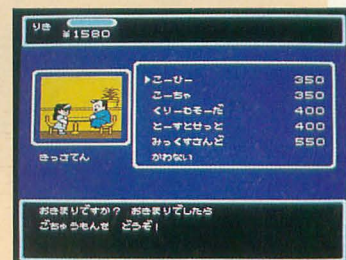 りき
¥1580
▶こーひー 350
こーちゃ 350
くりーむそーだ 400
とーすとせっと 400
みっくすさんど 550
かわない
きっさてん
おきまりですか? おきまりでしたら
ごちゅうもんを どうぞ!